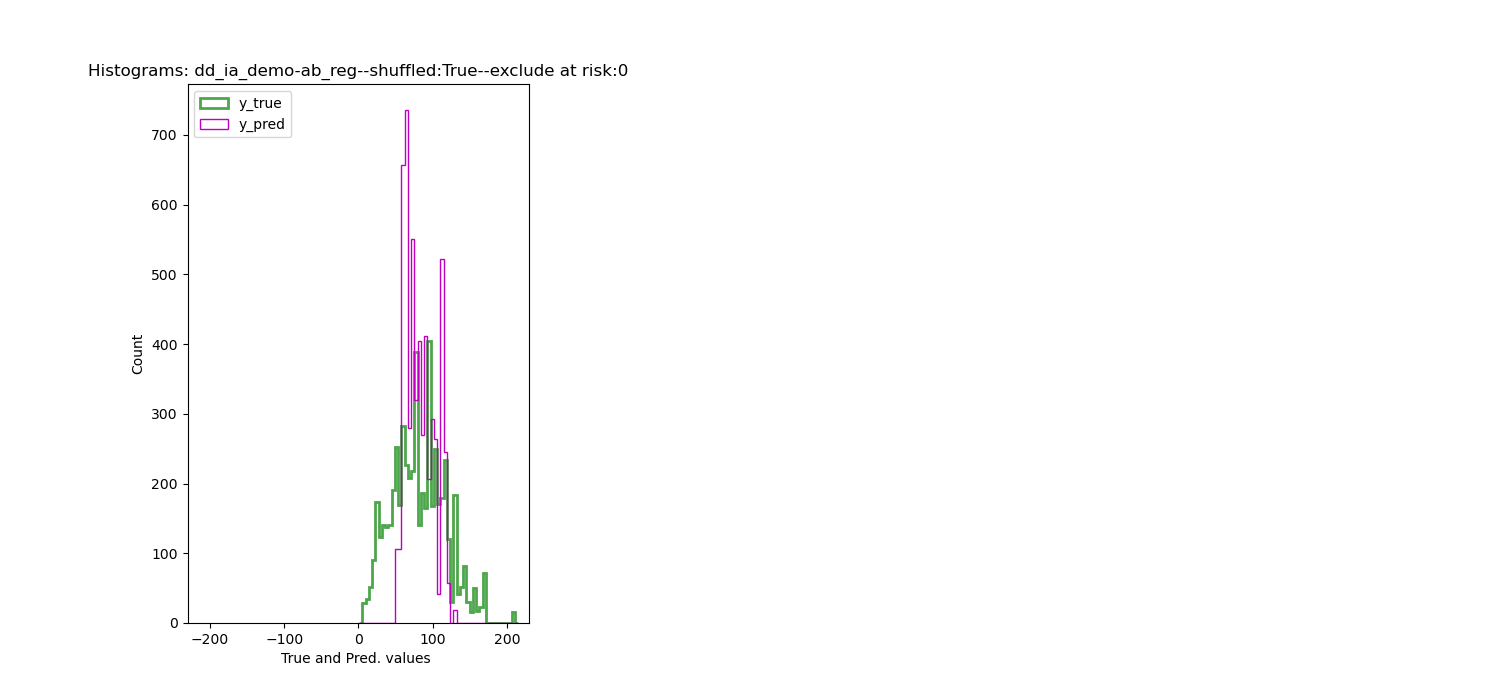 Histograms: dd_ia_demo-ab_reg--shuffled:True--exclude at risk:0
y_true
y_pred
700
600
500
400
300
200
100
0
Count
−200 −100 0 100 200
True and Pred. values